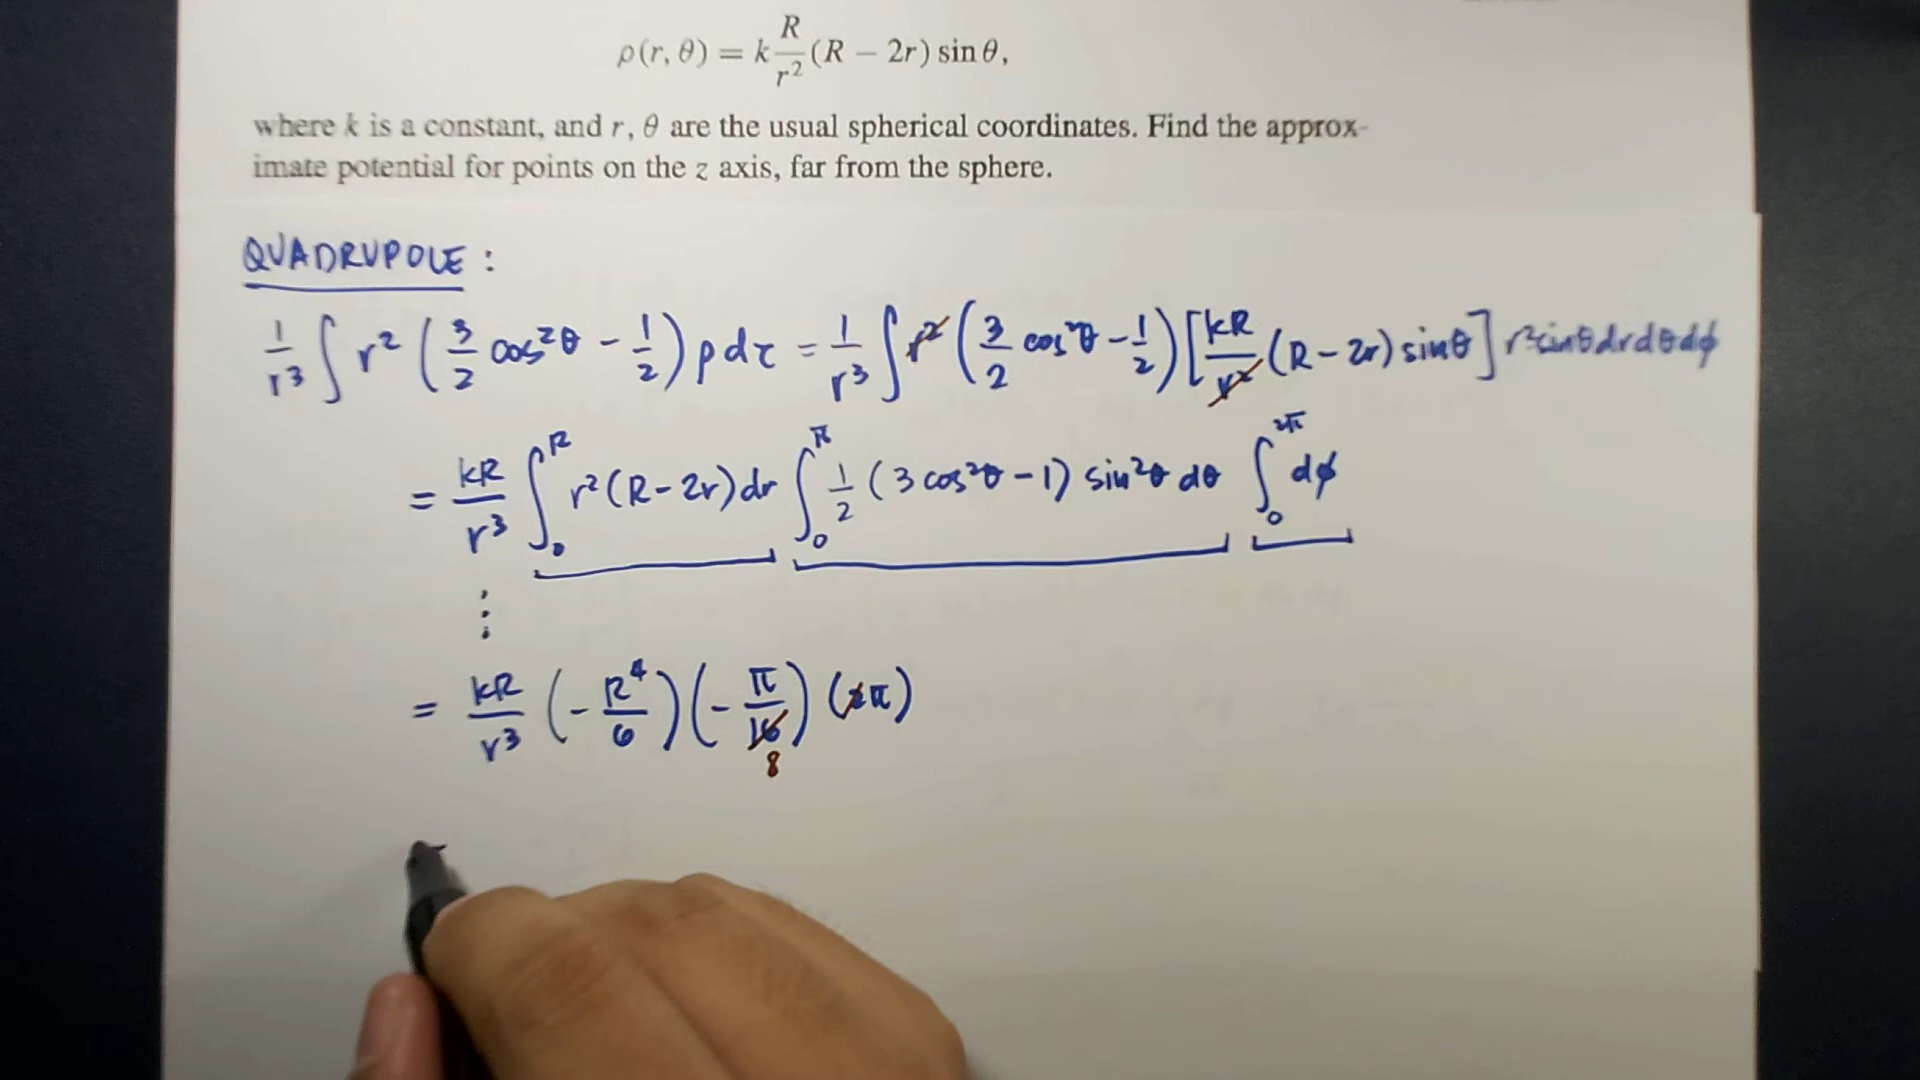 ρ(r, θ) = k R/r² (R − 2r) sin θ,
where k is a constant, and r, θ are the usual spherical coordinates. Find the approx-
imate potential for points on the z axis, far from the sphere.
QUADRUPOLE :
1/r³ ∫ r² (3/2 cos²θ − 1/2) ρ dτ = 1/r³ ∫ r² (3/2 cos²θ − 1/2) [kR/r² (R − 2r) sinθ] r² sinθ dr dθ dϕ
= kR/r³ ∫₀ᴿ r² (R − 2r) dr ∫₀^π 1/2 (3 cos²θ − 1) sin²θ dθ ∫₀^2π dϕ
⋮
= kR/r³ (− R⁴/6) (− π/16) (2π)
8